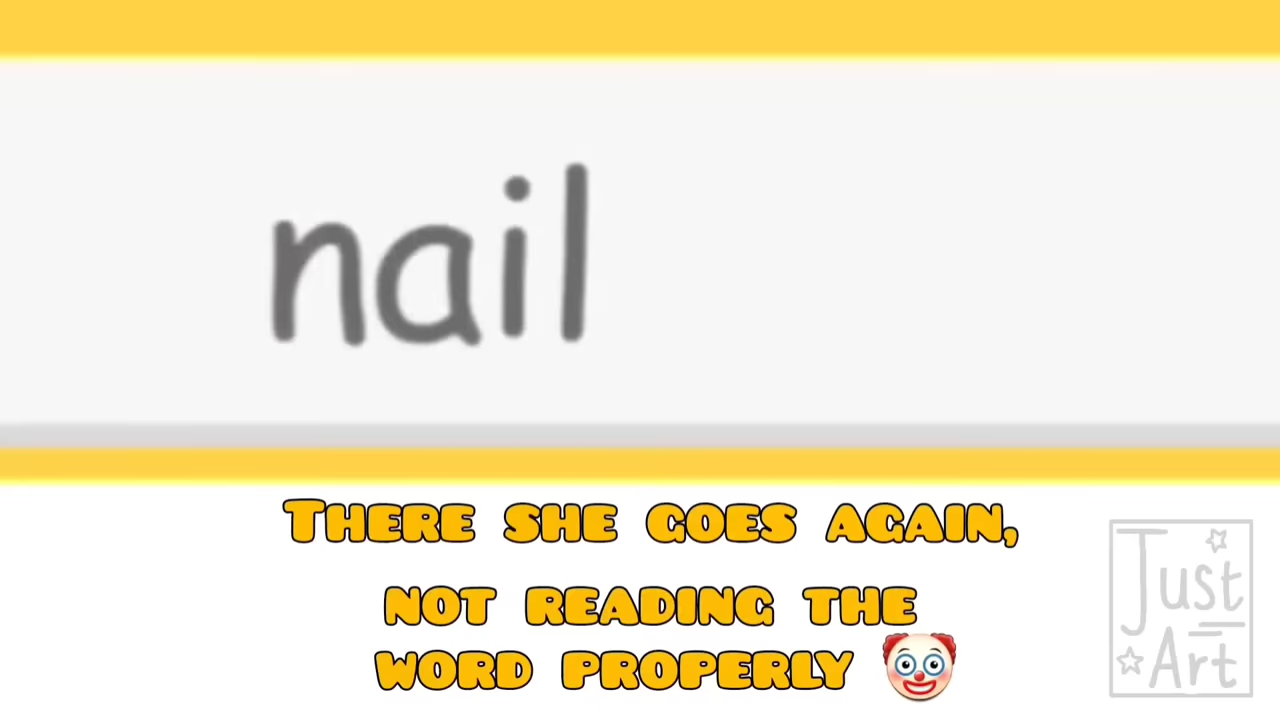 nail
There she goes again,
not reading the
word properly 🤡
Just
Art